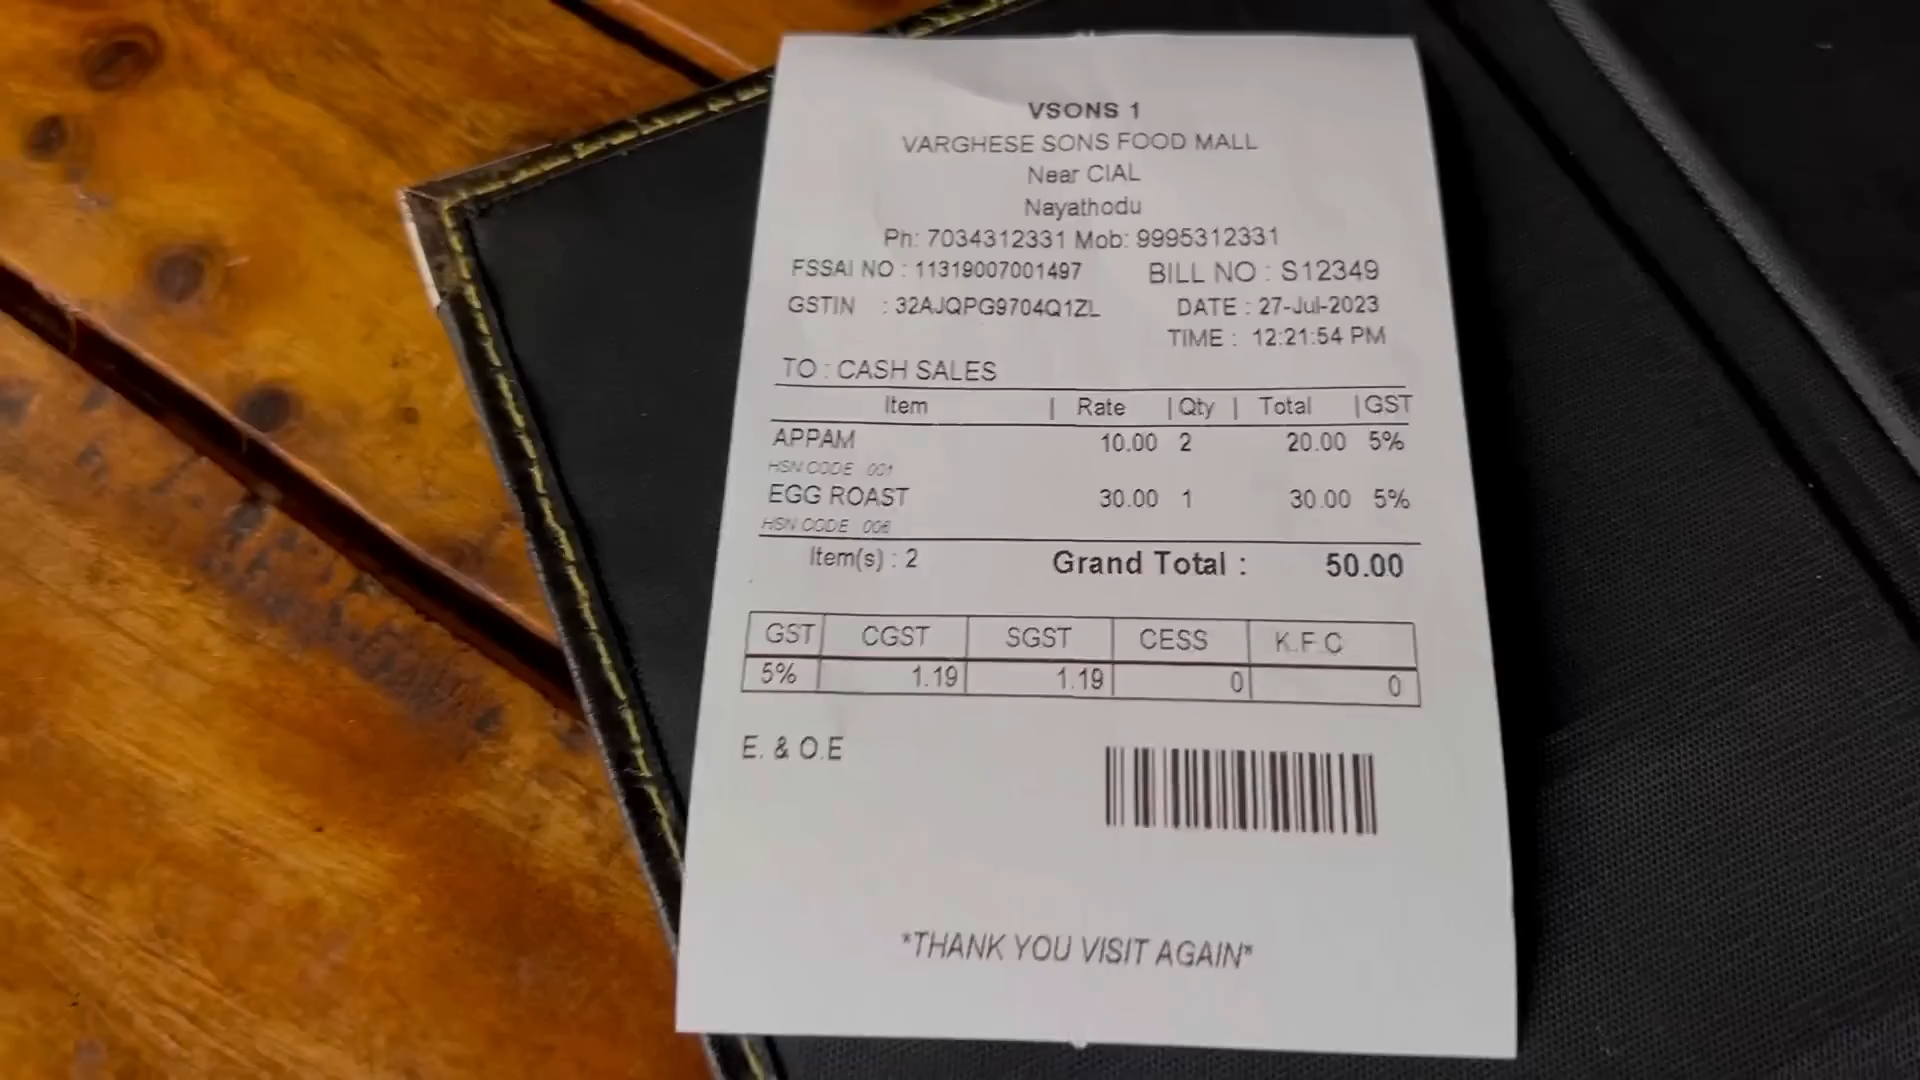 VSONS 1
VARGHESE SONS FOOD MALL
Near CIAL
Nayathodu
Ph: 7034312331 Mob: 9995312331
FSSAI NO : 11319007001497 BILL NO : S12349
GSTIN : 32AJQPG9704Q1ZL DATE : 27-Jul-2023
TIME : 12:21:54 PM
TO : CASH SALES
Item | Rate | Qty | Total | GST
APPAM 10.00 2 20.00 5%
HSN CODE 001
EGG ROAST 30.00 1 30.00 5%
HSN CODE 006
Item(s) : 2 Grand Total : 50.00
GST CGST SGST CESS K.F.C
5% 1.19 1.19 0 0
E. & O.E
*THANK YOU VISIT AGAIN*